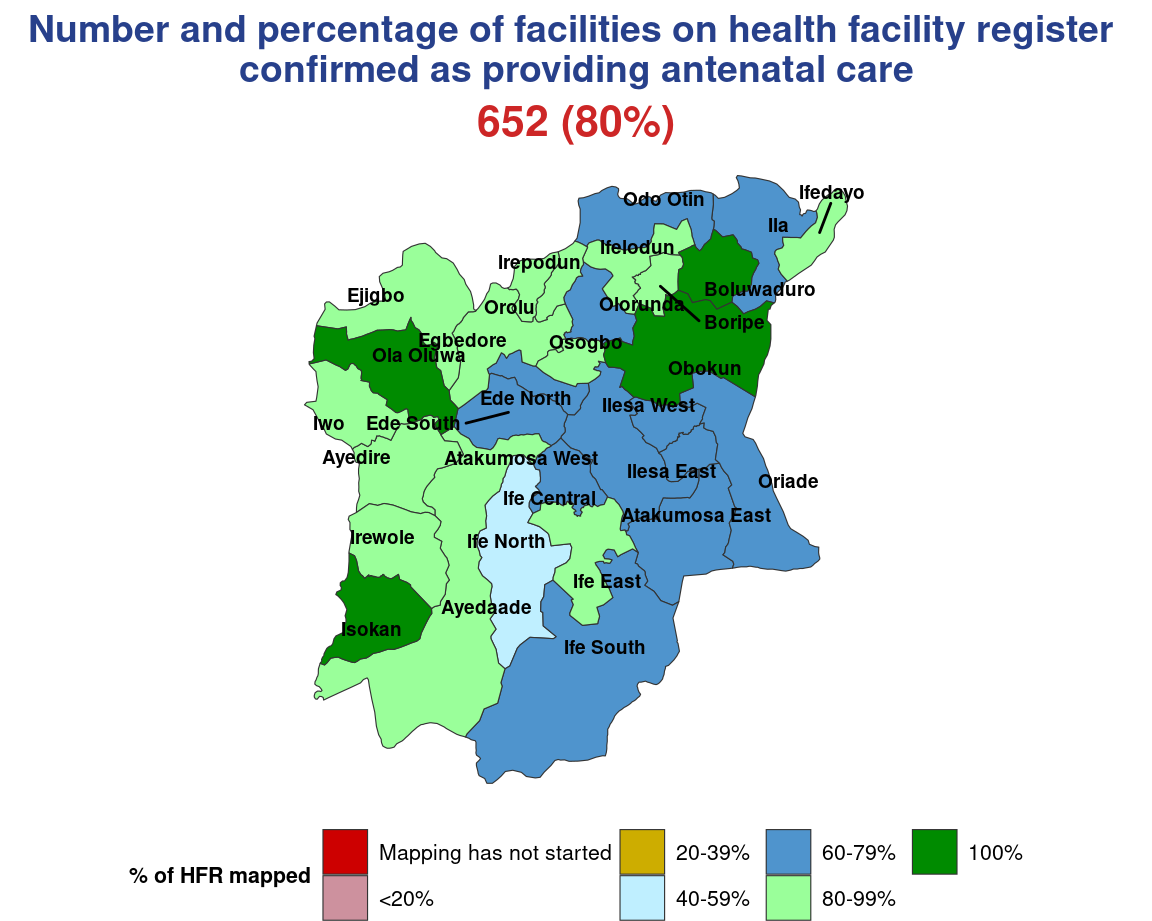 Number and percentage of facilities on health facility register
confirmed as providing antenatal care
652 (80%)
Ifedayo
Odo Otin
Ila
Ifelodun
Irepodun
Boluwaduro
Ejigbo
Olorunda
Orolu
Boripe
Egbedore
Osogbo
Ola Oluwa
Obokun
Ede North
Ilesa West
Iwo
Ede South
Ayedire
Atakumosa West
Ilesa East
Oriade
Ife Central
Atakumosa East
Irewole
Ife North
Ife East
Ayedaade
Isokan
Ife South
% of HFR mapped
Mapping has not started
<20%
20-39%
40-59%
60-79%
80-99%
100%